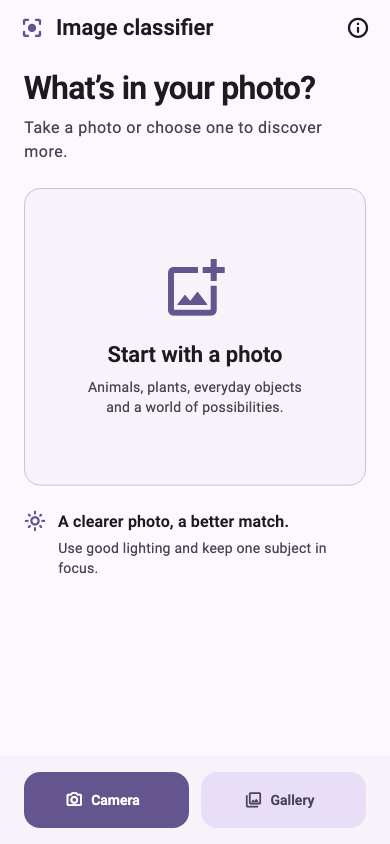 Image classifier
What’s in your photo?
Take a photo or choose one to discover
more.
Start with a photo
Animals, plants, everyday objects
and a world of possibilities.
A clearer photo, a better match.
Use good lighting and keep one subject in
focus.
Camera
Gallery